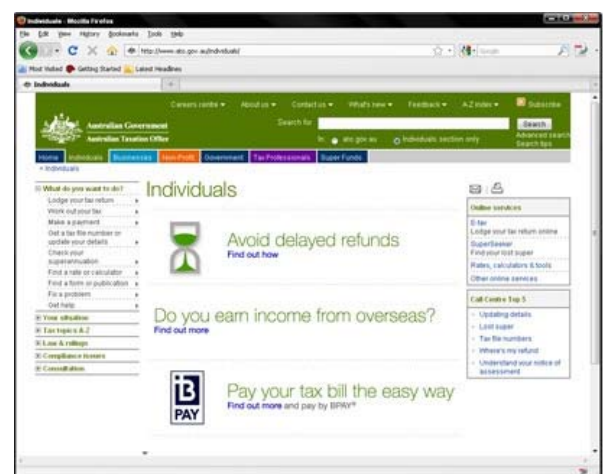 Individuals - Mozilla Firefox
File Edit View History Bookmarks Tools Help
http://www.ato.gov.au/individuals/
Google
Most Visited Getting Started Latest Headlines
Individuals
Careers centre About us Contact us What's new Feedback A-Z index Subscribe
Australian Government
Australian Taxation Office
Search for
Search
In: ato.gov.au Individuals section only
Advanced search
Search tips
Home Individuals Businesses Non-Profit Government Tax Professionals Super Funds
Individuals
What do you want to do?
Lodge your tax return
Work out your tax
Make a payment
Get a tax file number or
update your details
Check your
superannuation
Find a rate or calculator
Find a form or publication
Fix a problem
Get help
Your situation
Tax topics A-Z
Law & rulings
Compliance issues
Consultation
Individuals
Avoid delayed refunds
Find out how
Do you earn income from overseas?
Find out more
B
PAY
Pay your tax bill the easy way
Find out more and pay by BPAY®
Online services
E-tax
Lodge your tax return online
SuperSeeker
Find your lost super
Rates, calculators & tools
Other online services
Call Centre Top 5
Updating details
Lost super
Tax file numbers
Where's my refund
Understand your notice of
assessment